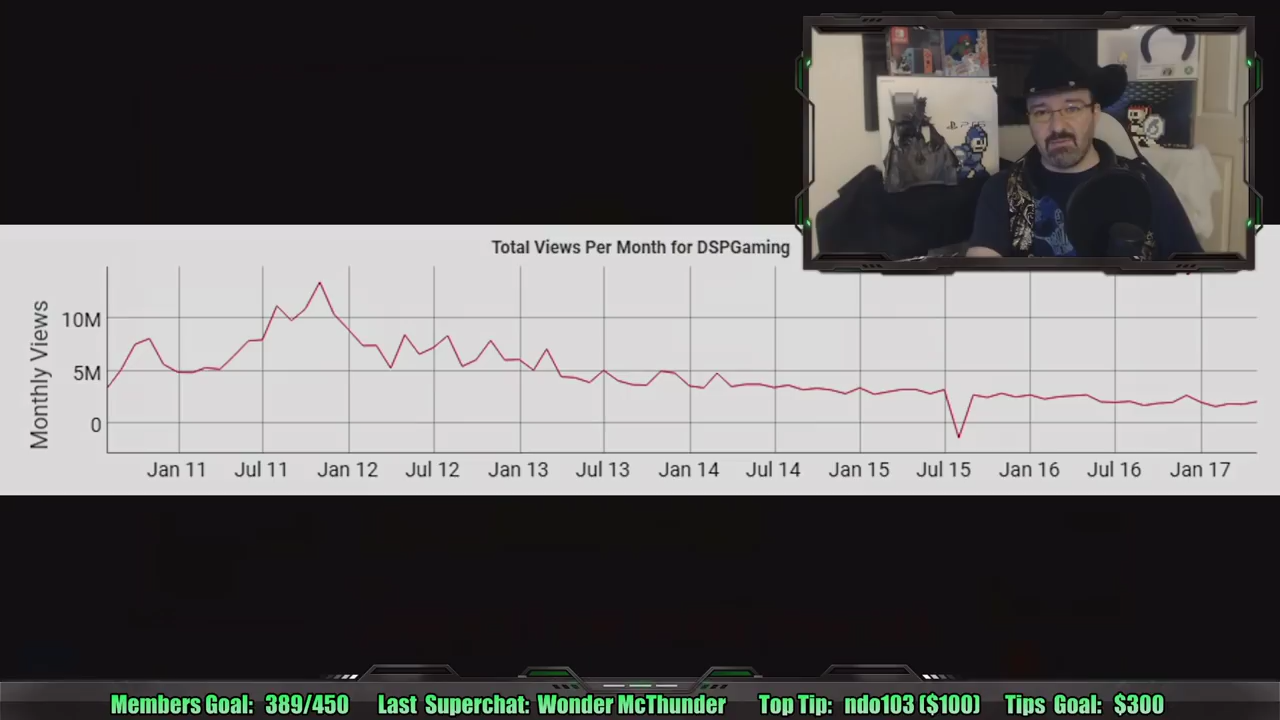 Total Views Per Month for DSPGaming
Monthly Views
10M
5M
0
Jan 11 Jul 11 Jan 12 Jul 12 Jan 13 Jul 13 Jan 14 Jul 14 Jan 15 Jul 15 Jan 16 Jul 16 Jan 17
PS5
Members Goal: 389/450 Last Superchat: Wonder McThunder Top Tip: ndo103 ($100) Tips Goal: $300